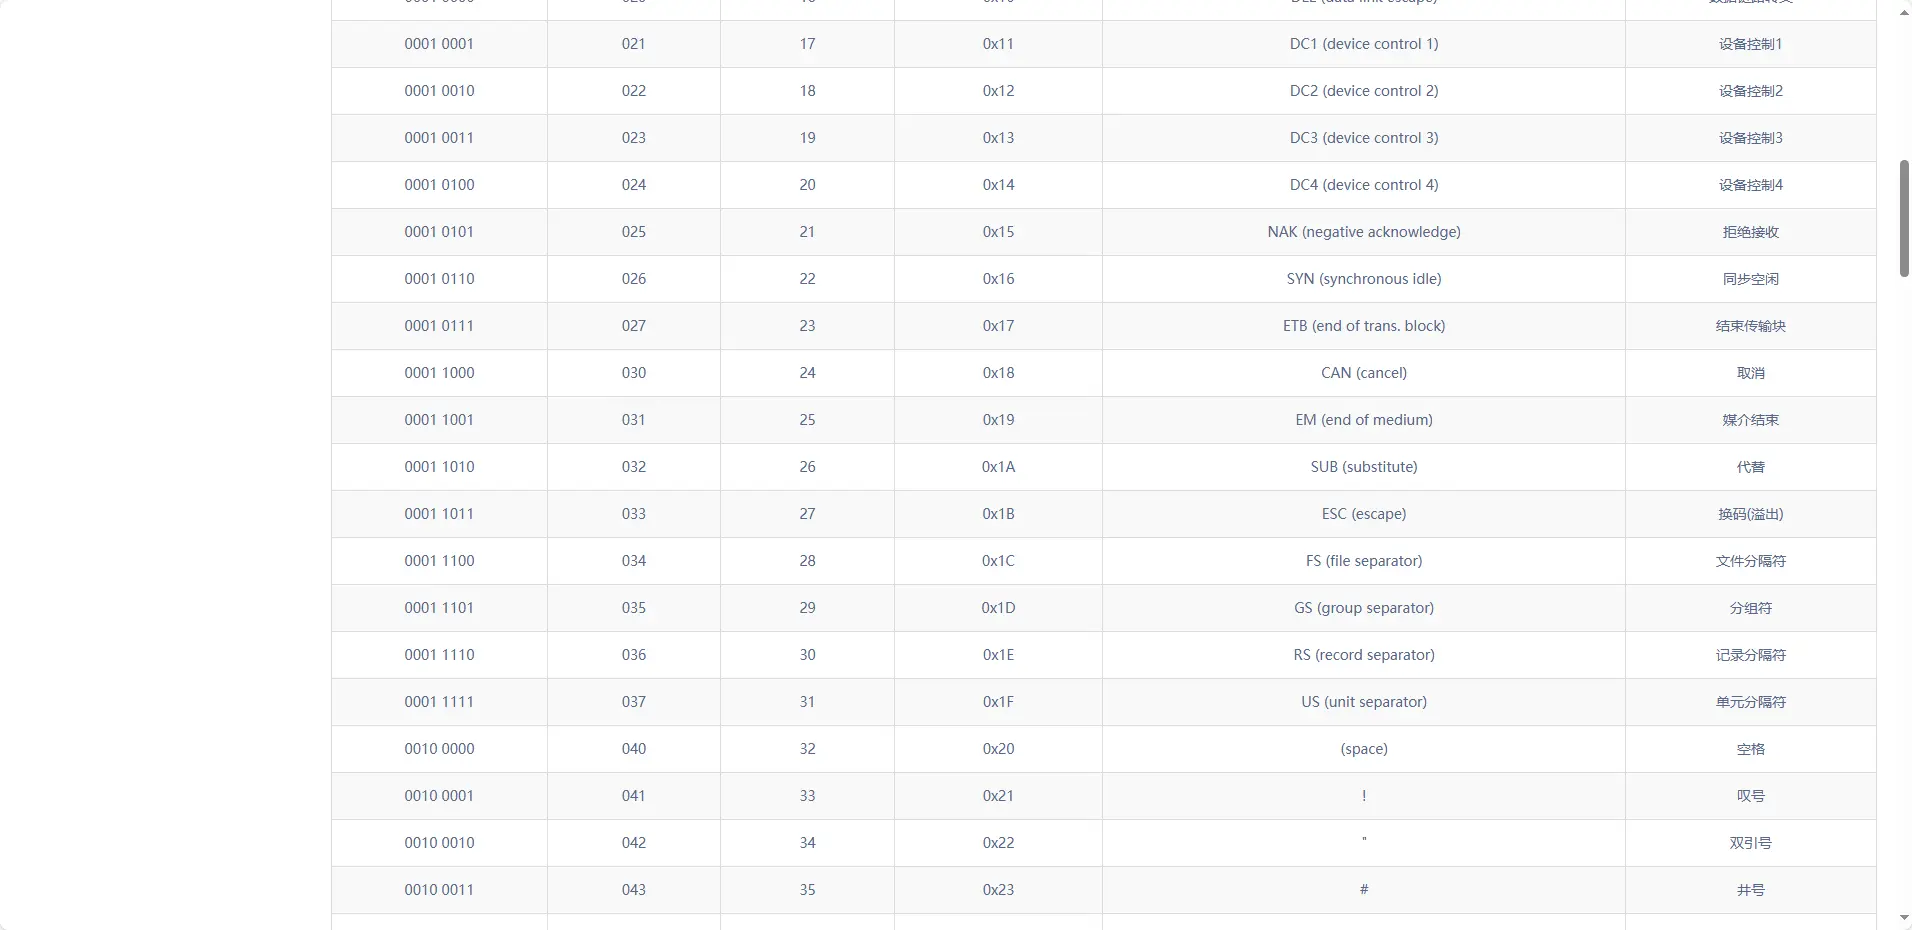 0001 0001 021 17 0x11 DC1 (device control 1) 设备控制1
0001 0010 022 18 0x12 DC2 (device control 2) 设备控制2
0001 0011 023 19 0x13 DC3 (device control 3) 设备控制3
0001 0100 024 20 0x14 DC4 (device control 4) 设备控制4
0001 0101 025 21 0x15 NAK (negative acknowledge) 拒绝接收
0001 0110 026 22 0x16 SYN (synchronous idle) 同步空闲
0001 0111 027 23 0x17 ETB (end of trans. block) 结束传输块
0001 1000 030 24 0x18 CAN (cancel) 取消
0001 1001 031 25 0x19 EM (end of medium) 媒介结束
0001 1010 032 26 0x1A SUB (substitute) 代替
0001 1011 033 27 0x1B ESC (escape) 换码(溢出)
0001 1100 034 28 0x1C FS (file separator) 文件分隔符
0001 1101 035 29 0x1D GS (group separator) 分组符
0001 1110 036 30 0x1E RS (record separator) 记录分隔符
0001 1111 037 31 0x1F US (unit separator) 单元分隔符
0010 0000 040 32 0x20 (space) 空格
0010 0001 041 33 0x21 ! 叹号
0010 0010 042 34 0x22 " 双引号
0010 0011 043 35 0x23 # 井号